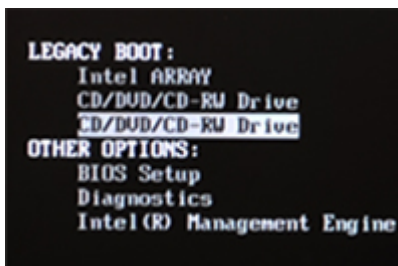 LEGACY BOOT:
Intel ARRAY
CD/DVD/CD-RW Drive
CD/DVD/CD-RW Drive
OTHER OPTIONS:
BIOS Setup
Diagnostics
Intel(R) Management Engine